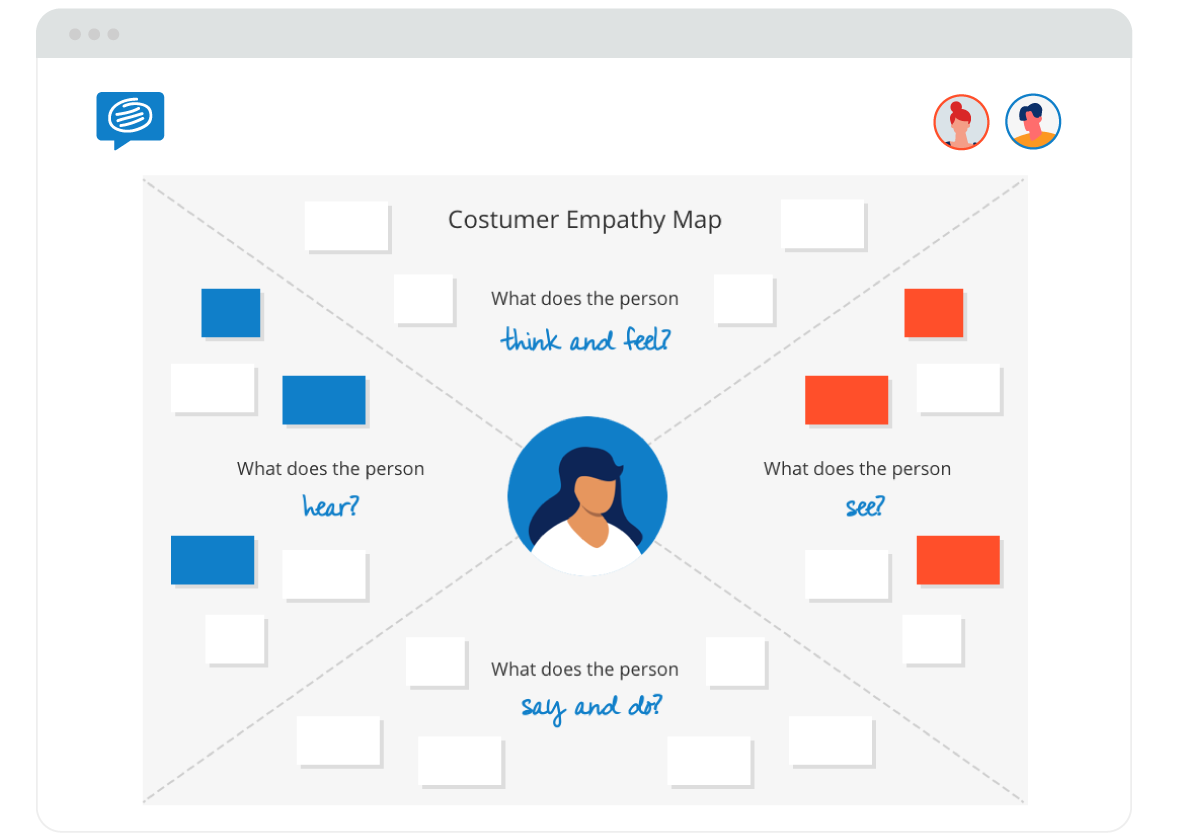 Costumer Empathy Map
What does the person
think and feel?
What does the person
hear?
What does the person
see?
What does the person
say and do?